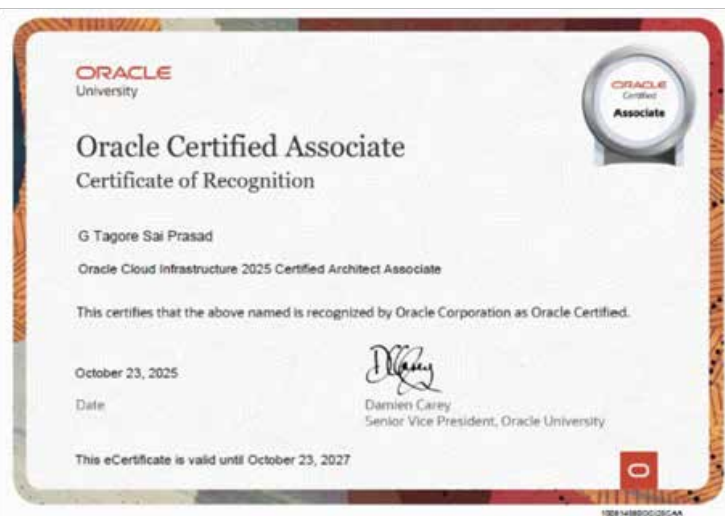 ORACLE
University
ORACLE
Certified
Associate
Oracle Certified Associate
Certificate of Recognition
G Tagore Sai Prasad
Oracle Cloud Infrastructure 2025 Certified Architect Associate
This certifies that the above named is recognized by Oracle Corporation as Oracle Certified.
October 23, 2025
Date
Damien Carey
Senior Vice President, Oracle University
This eCertificate is valid until October 23, 2027